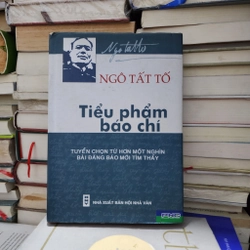 NGÔ TẤT TỐ
Tiểu phẩm
báo chí
TUYỂN CHỌN TỪ HƠN MỘT NGHÌN
BÀI ĐĂNG BÁO MỚI TÌM THẤY
NHÀ XUẤT BẢN HỘI NHÀ VĂN